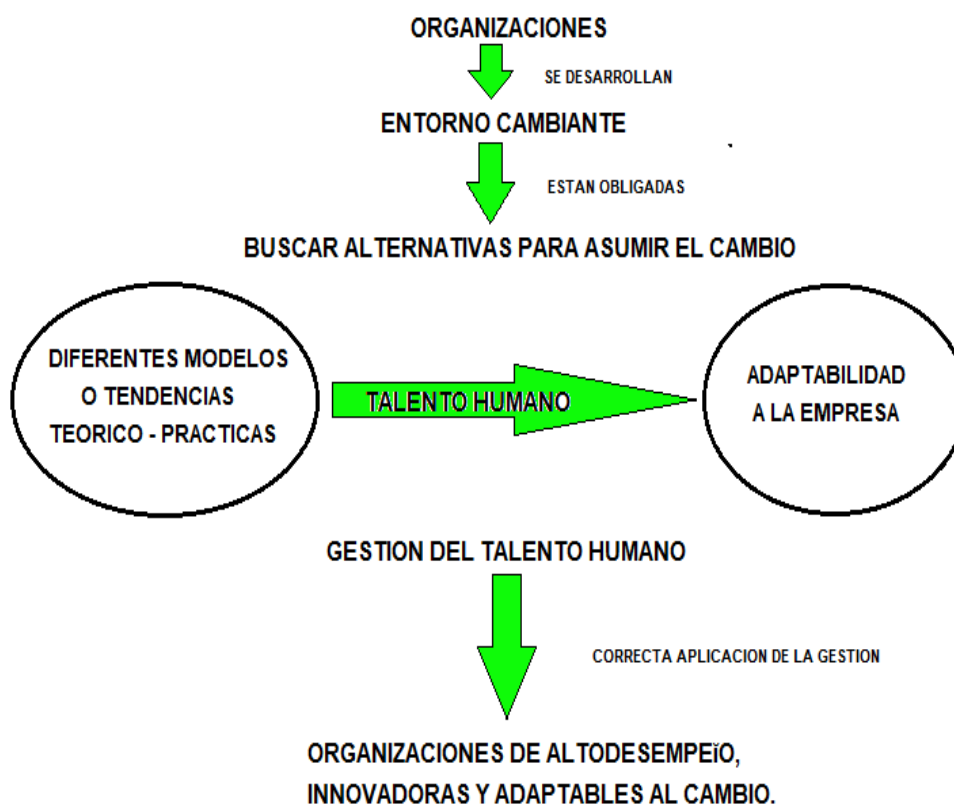 ORGANIZACIONES
SE DESARROLLAN
ENTORNO CAMBIANTE
ESTAN OBLIGADAS
BUSCAR ALTERNATIVAS PARA ASUMIR EL CAMBIO
DIFERENTES MODELOS
O TENDENCIAS
TEORICO - PRACTICAS
TALENTO HUMANO
ADAPTABILIDAD
A LA EMPRESA
GESTION DEL TALENTO HUMANO
CORRECTA APLICACION DE LA GESTION
ORGANIZACIONES DE ALTODESEMPEïO,
INNOVADORAS Y ADAPTABLES AL CAMBIO.